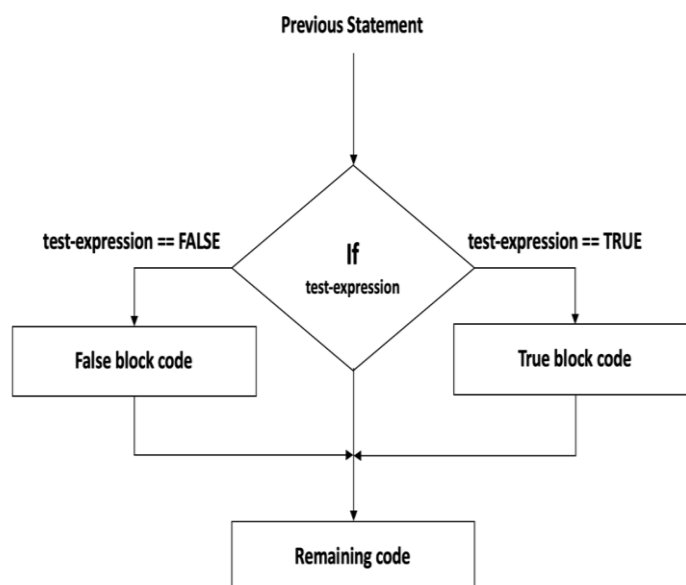 Previous Statement
test-expression == FALSE
test-expression == TRUE
If
test-expression
False block code
True block code
Remaining code